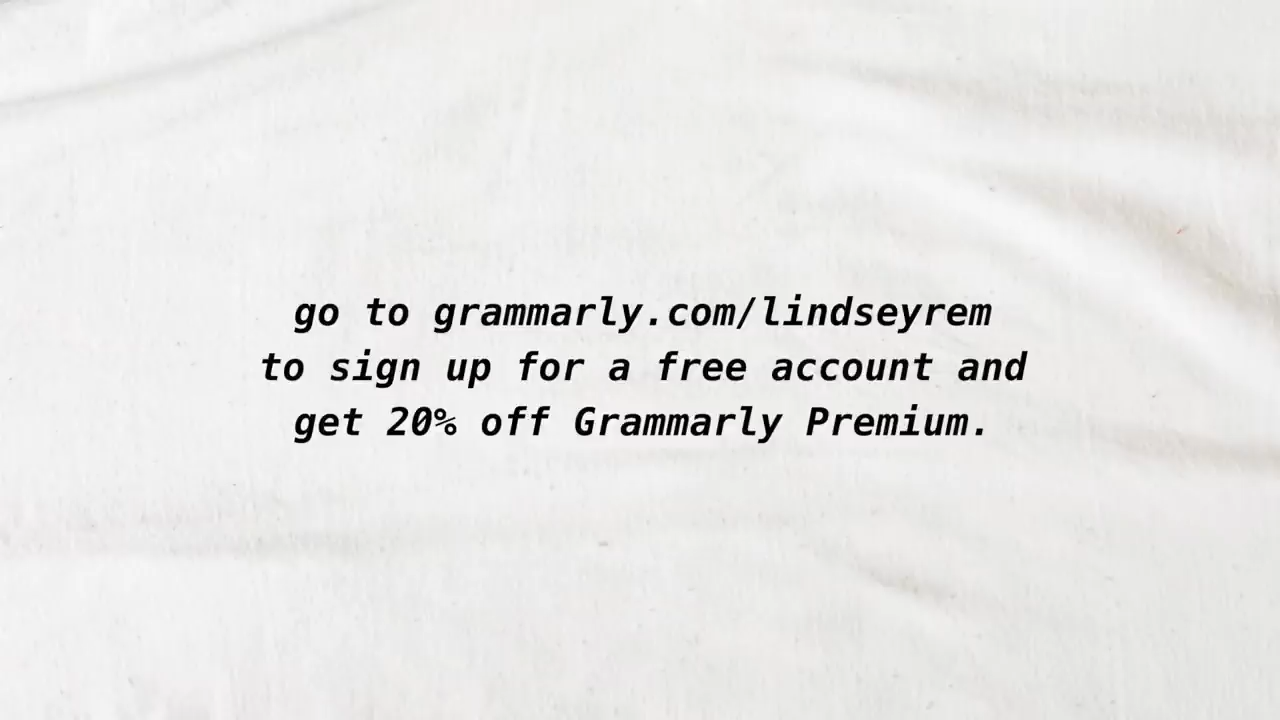 go to grammarly.com/lindseyrem
to sign up for a free account and
get 20% off Grammarly Premium.